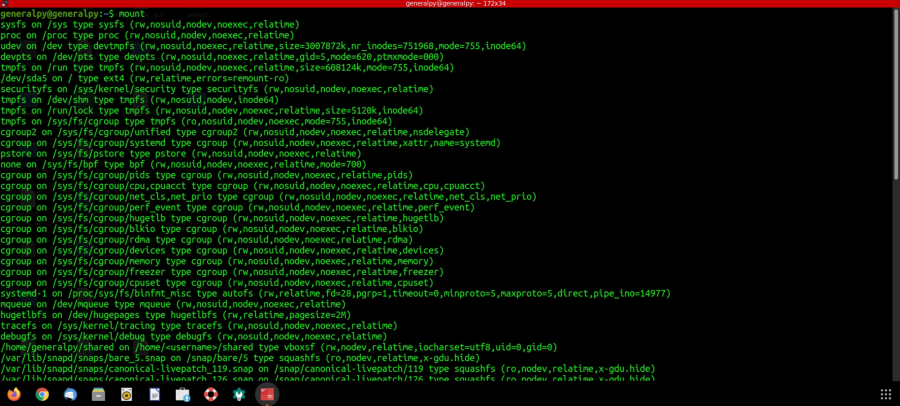 generalpy@generalpy: ~ 172x34
generalpy@generalpy:~$ mount
sysfs on /sys type sysfs (rw,nosuid,nodev,noexec,relatime)
proc on /proc type proc (rw,nosuid,nodev,noexec,relatime)
udev on /dev type devtmpfs (rw,nosuid,noexec,relatime,size=3007872k,nr_inodes=751968,mode=755,inode64)
devpts on /dev/pts type devpts (rw,nosuid,noexec,relatime,gid=5,mode=620,ptmxmode=000)
tmpfs on /run type tmpfs (rw,nosuid,nodev,noexec,relatime,size=608124k,mode=755,inode64)
/dev/sda5 on / type ext4 (rw,relatime,errors=remount-ro)
securityfs on /sys/kernel/security type securityfs (rw,nosuid,nodev,noexec,relatime)
tmpfs on /dev/shm type tmpfs (rw,nosuid,nodev,inode64)
tmpfs on /run/lock type tmpfs (rw,nosuid,nodev,noexec,relatime,size=5120k,inode64)
tmpfs on /sys/fs/cgroup type tmpfs (ro,nosuid,nodev,noexec,mode=755,inode64)
cgroup2 on /sys/fs/cgroup/unified type cgroup2 (rw,nosuid,nodev,noexec,relatime,nsdelegate)
cgroup on /sys/fs/cgroup/systemd type cgroup (rw,nosuid,nodev,noexec,relatime,xattr,name=systemd)
pstore on /sys/fs/pstore type pstore (rw,nosuid,nodev,noexec,relatime)
none on /sys/fs/bpf type bpf (rw,nosuid,nodev,noexec,relatime,mode=700)
cgroup on /sys/fs/cgroup/pids type cgroup (rw,nosuid,nodev,noexec,relatime,pids)
cgroup on /sys/fs/cgroup/cpu,cpuacct type cgroup (rw,nosuid,nodev,noexec,relatime,cpu,cpuacct)
cgroup on /sys/fs/cgroup/net_cls,net_prio type cgroup (rw,nosuid,nodev,noexec,relatime,net_cls,net_prio)
cgroup on /sys/fs/cgroup/perf_event type cgroup (rw,nosuid,nodev,noexec,relatime,perf_event)
cgroup on /sys/fs/cgroup/hugetlb type cgroup (rw,nosuid,nodev,noexec,relatime,hugetlb)
cgroup on /sys/fs/cgroup/blkio type cgroup (rw,nosuid,nodev,noexec,relatime,blkio)
cgroup on /sys/fs/cgroup/rdma type cgroup (rw,nosuid,nodev,noexec,relatime,rdma)
cgroup on /sys/fs/cgroup/devices type cgroup (rw,nosuid,nodev,noexec,relatime,devices)
cgroup on /sys/fs/cgroup/memory type cgroup (rw,nosuid,nodev,noexec,relatime,memory)
cgroup on /sys/fs/cgroup/freezer type cgroup (rw,nosuid,nodev,noexec,relatime,freezer)
cgroup on /sys/fs/cgroup/cpuset type cgroup (rw,nosuid,nodev,noexec,relatime,cpuset)
systemd-1 on /proc/sys/fs/binfmt_misc type autofs (rw,relatime,fd=28,pgrp=1,timeout=0,minproto=5,maxproto=5,direct,pipe_ino=14977)
mqueue on /dev/mqueue type mqueue (rw,nosuid,nodev,noexec,relatime)
hugetlbfs on /dev/hugepages type hugetlbfs (rw,relatime,pagesize=2M)
tracefs on /sys/kernel/tracing type tracefs (rw,nosuid,nodev,noexec,relatime)
debugfs on /sys/kernel/debug type debugfs (rw,nosuid,nodev,noexec,relatime)
/home/generalpy/shared on /home/<username>/shared type vboxsf (rw,nodev,relatime,iocharset=utf8,uid=0,gid=0)
/var/lib/snapd/snaps/bare_5.snap on /snap/bare/5 type squashfs (ro,nodev,relatime,x-gdu.hide)
/var/lib/snapd/snaps/canonical-livepatch_119.snap on /snap/canonical-livepatch/119 type squashfs (ro,nodev,relatime,x-gdu.hide)
/var/lib/snapd/snaps/canonical-livepatch_126.snap on /snap/canonical-livepatch/126 type squashfs (ro,nodev,relatime,x-gdu.hide)